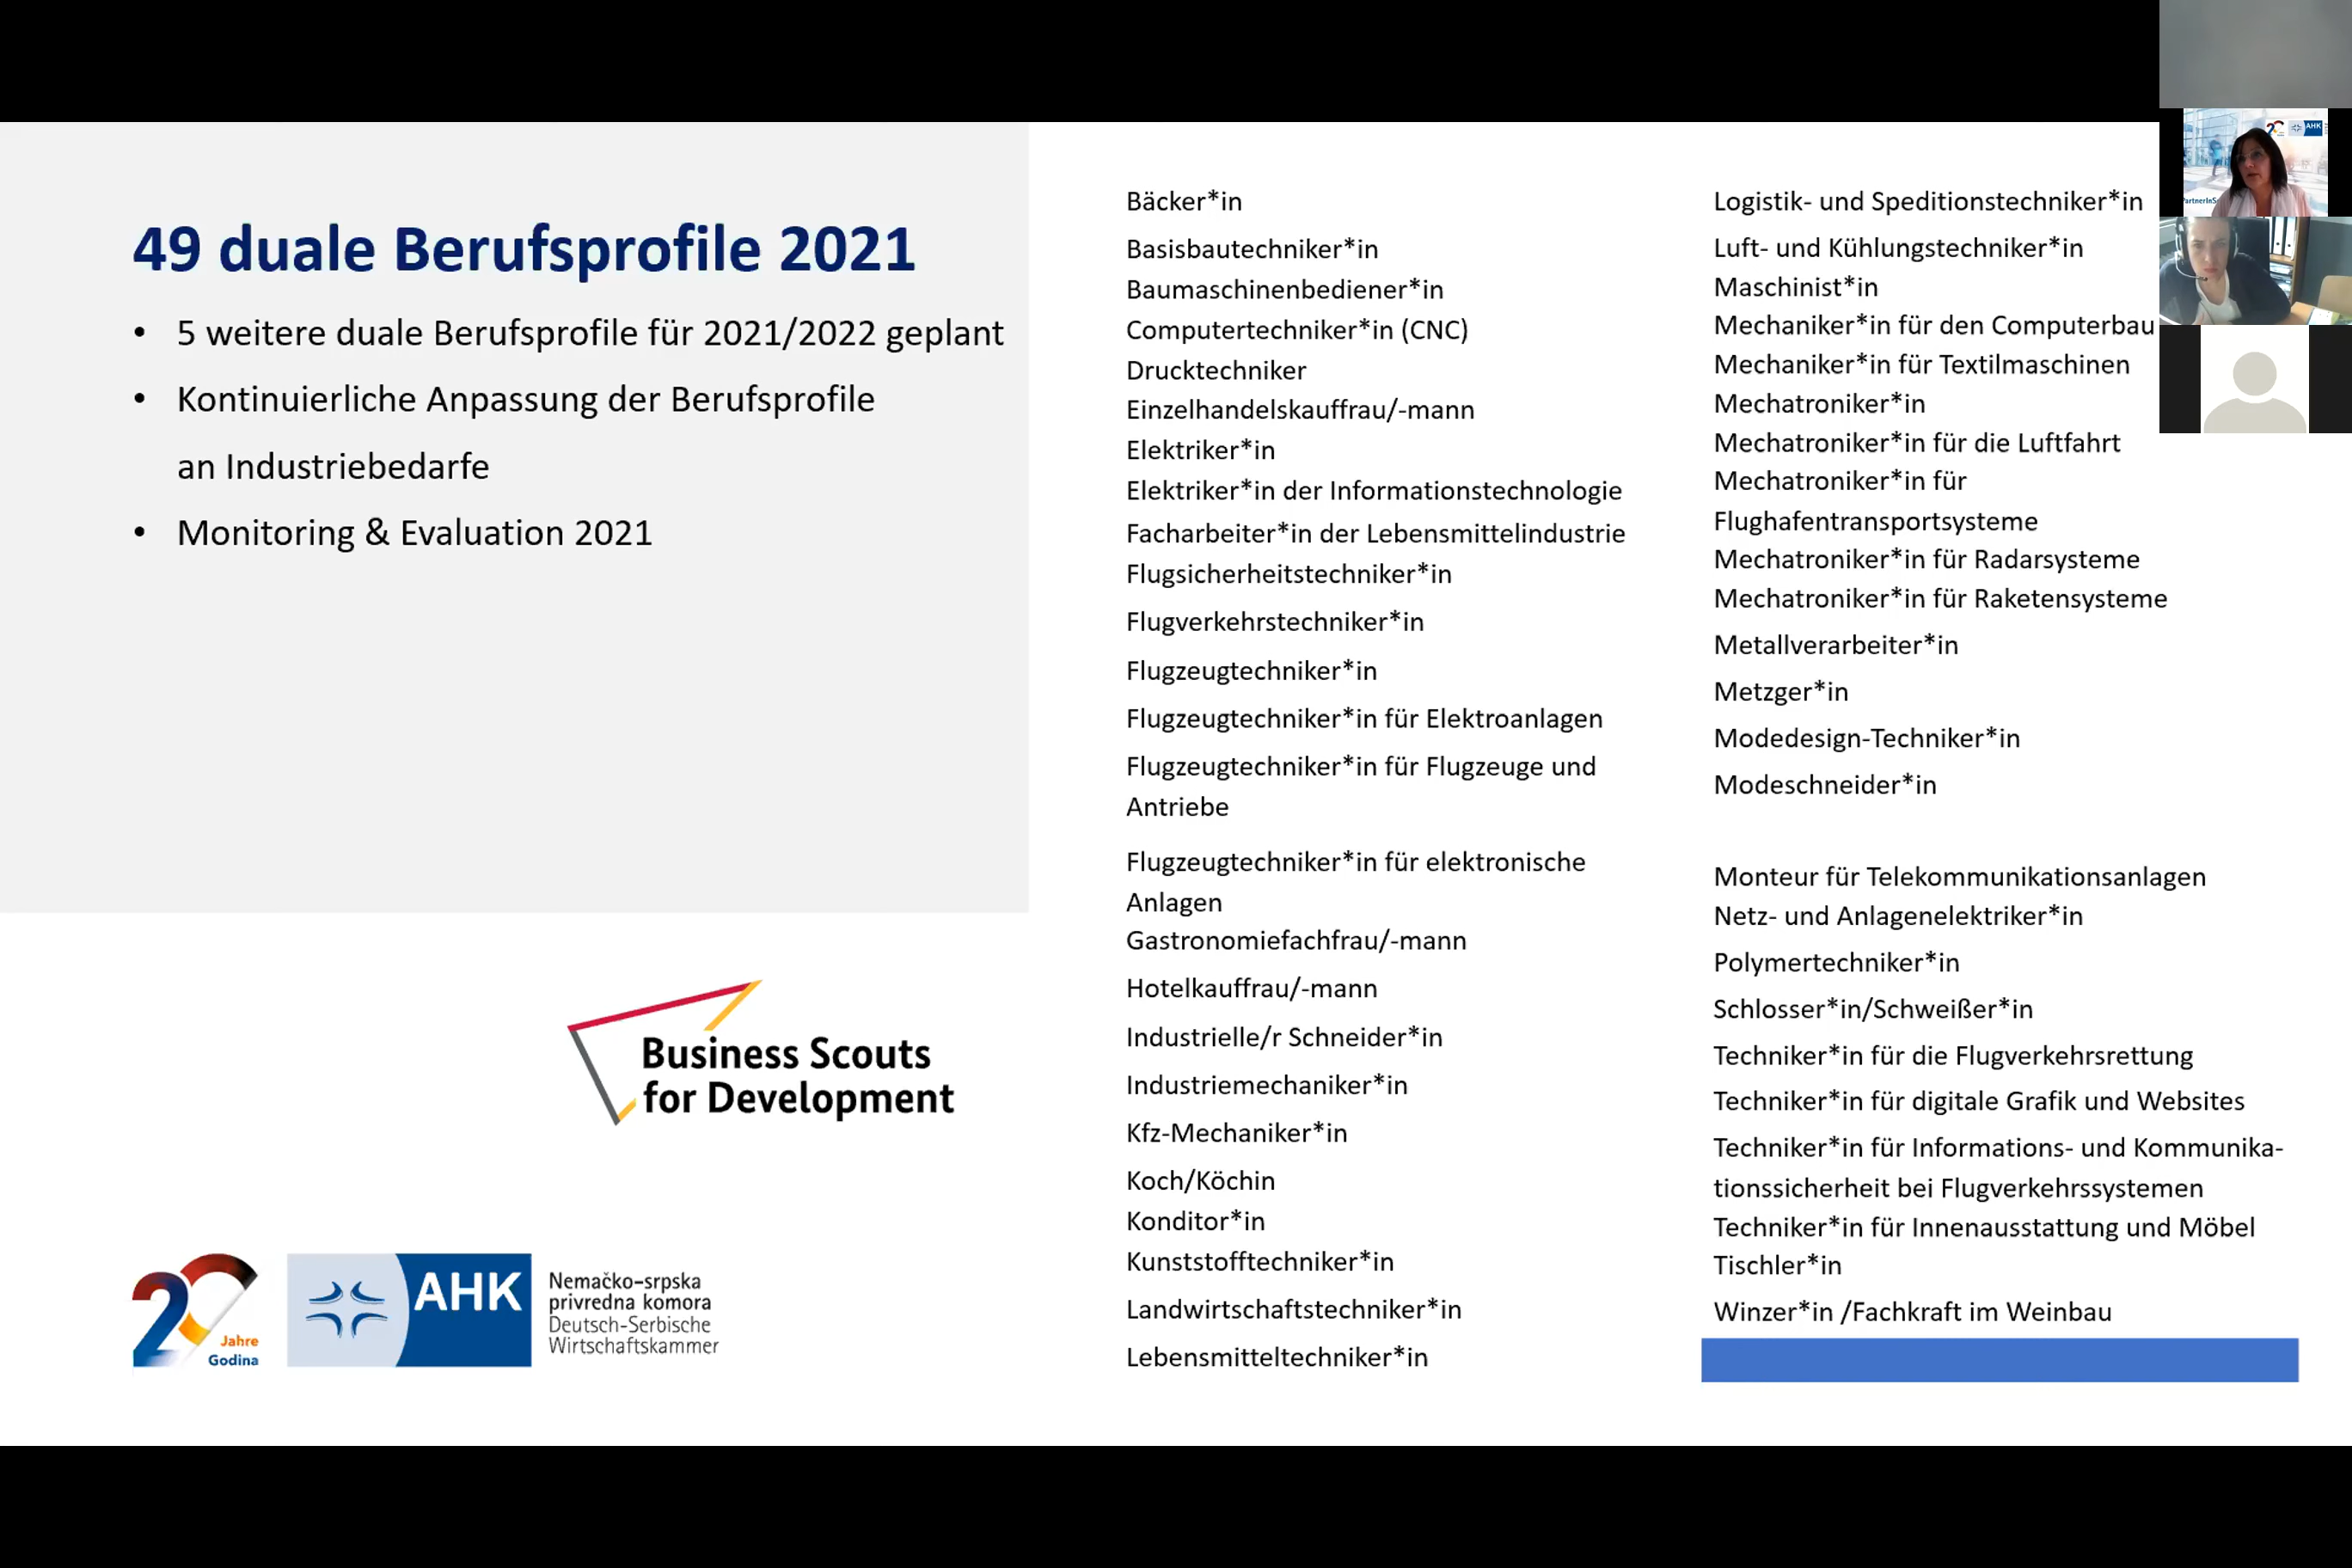 49 duale Berufsprofile 2021
• 5 weitere duale Berufsprofile für 2021/2022 geplant
• Kontinuierliche Anpassung der Berufsprofile
an Industriebedarfe
• Monitoring & Evaluation 2021
Business Scouts
for Development
20
Jahre
Godina
AHK
Nemačko-srpska
privredna komora
Deutsch-Serbische
Wirtschaftskammer
Bäcker*in
Basisbautechniker*in
Baumaschinenbediener*in
Computertechniker*in (CNC)
Drucktechniker
Einzelhandelskauffrau/-mann
Elektriker*in
Elektriker*in der Informationstechnologie
Facharbeiter*in der Lebensmittelindustrie
Flugsicherheitstechniker*in
Flugverkehrstechniker*in
Flugzeugtechniker*in
Flugzeugtechniker*in für Elektroanlagen
Flugzeugtechniker*in für Flugzeuge und
Antriebe
Flugzeugtechniker*in für elektronische
Anlagen
Gastronomiefachfrau/-mann
Hotelkauffrau/-mann
Industrielle/r Schneider*in
Industriemechaniker*in
Kfz-Mechaniker*in
Koch/Köchin
Konditor*in
Kunststofftechniker*in
Landwirtschaftstechniker*in
Lebensmitteltechniker*in
Logistik- und Speditionstechniker*in
Luft- und Kühlungstechniker*in
Maschinist*in
Mechaniker*in für den Computerbau
Mechaniker*in für Textilmaschinen
Mechatroniker*in
Mechatroniker*in für die Luftfahrt
Mechatroniker*in für
Flughafentransportsysteme
Mechatroniker*in für Radarsysteme
Mechatroniker*in für Raketensysteme
Metallverarbeiter*in
Metzger*in
Modedesign-Techniker*in
Modeschneider*in
Monteur für Telekommunikationsanlagen
Netz- und Anlagenelektriker*in
Polymertechniker*in
Schlosser*in/Schweißer*in
Techniker*in für die Flugverkehrsrettung
Techniker*in für digitale Grafik und Websites
Techniker*in für Informations- und Kommunika-
tionssicherheit bei Flugverkehrssystemen
Techniker*in für Innenausstattung und Möbel
Tischler*in
Winzer*in /Fachkraft im Weinbau
AHK